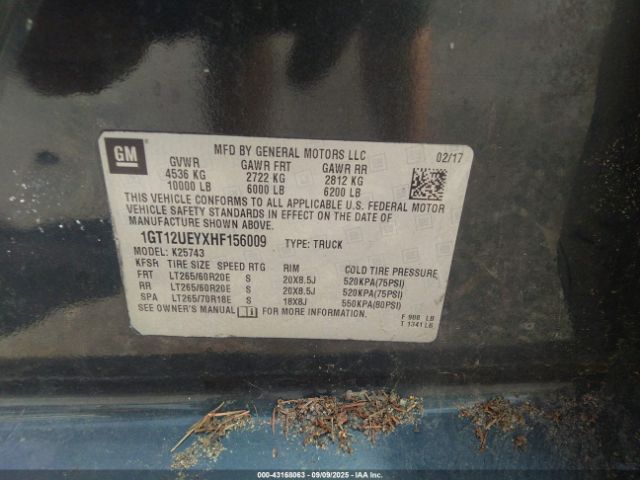 GM
MFD BY GENERAL MOTORS LLC 02/17
GVWR GAWR FRT GAWR RR
4536 KG 2722 KG 2812 KG
10000 LB 6000 LB 6200 LB
THIS VEHICLE CONFORMS TO ALL APPLICABLE U.S. FEDERAL MOTOR
VEHICLE SAFETY STANDARDS IN EFFECT ON THE DATE OF
MANUFACTURE SHOWN ABOVE.
1GT12UEYXHF156009 TYPE: TRUCK
MODEL: K25743
KFSR TIRE SIZE SPEED RTG RIM COLD TIRE PRESSURE
FRT LT265/60R20E S 20X8.5J 520KPA(75PSI)
RR LT265/60R20E S 20X8.5J 520KPA(75PSI)
SPA LT265/70R18E S 18X8J 550KPA(80PSI)
SEE OWNER'S MANUAL FOR MORE INFORMATION.
F 908 LB
T 1341 LB
000-43168063 - 09/09/2025 - IAA Inc.